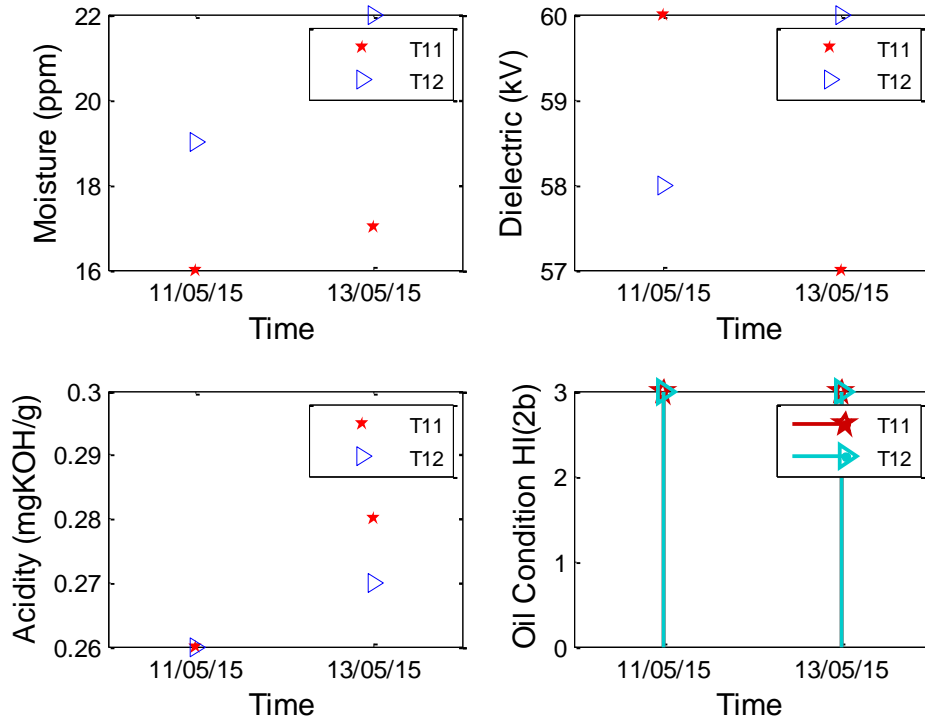 Moisture (ppm)
22
20
18
16
T11
T12
11/05/15
13/05/15
Time
Dielectric (kV)
60
59
58
57
T11
T12
11/05/15
13/05/15
Time
Acidity (mgKOH/g)
0.3
0.29
0.28
0.27
0.26
T11
T12
11/05/15
13/05/15
Time
Oil Condition HI(2b)
3
2
1
0
T11
T12
11/05/15
13/05/15
Time